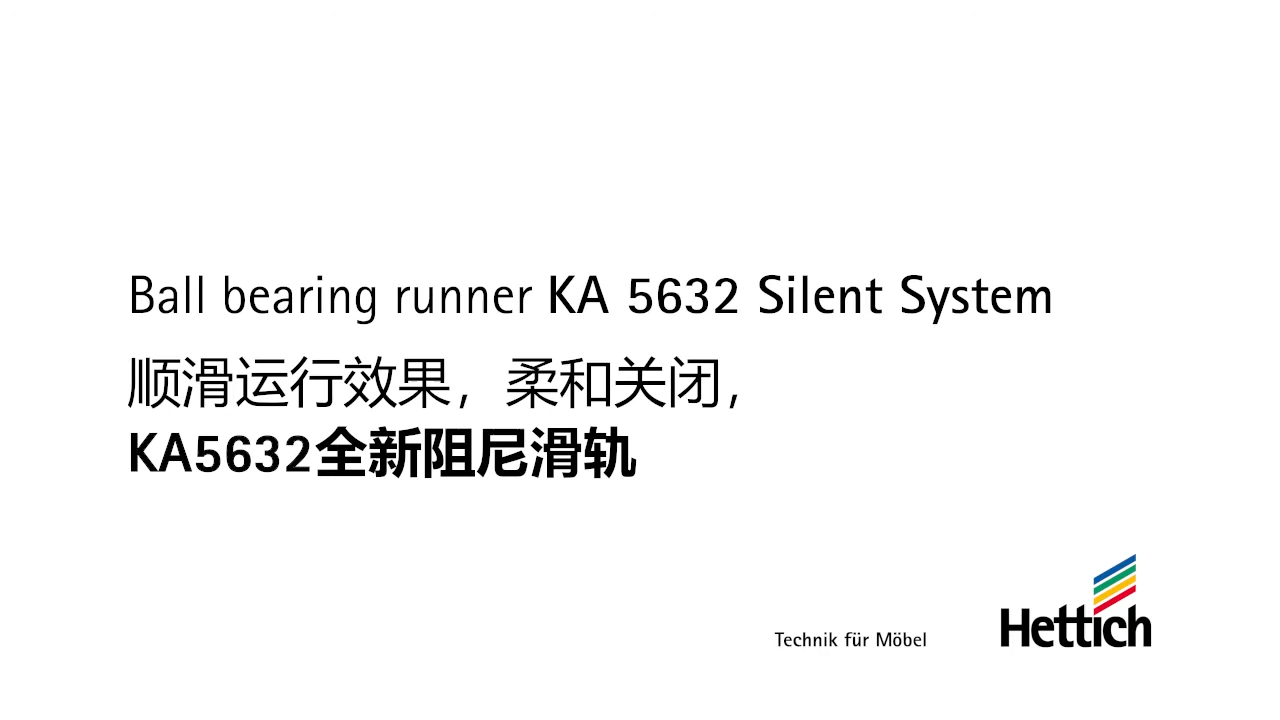 Ball bearing runner KA 5632 Silent System
顺滑运行效果，柔和关闭，
KA5632全新阻尼滑轨
Technik für Möbel
Hettich